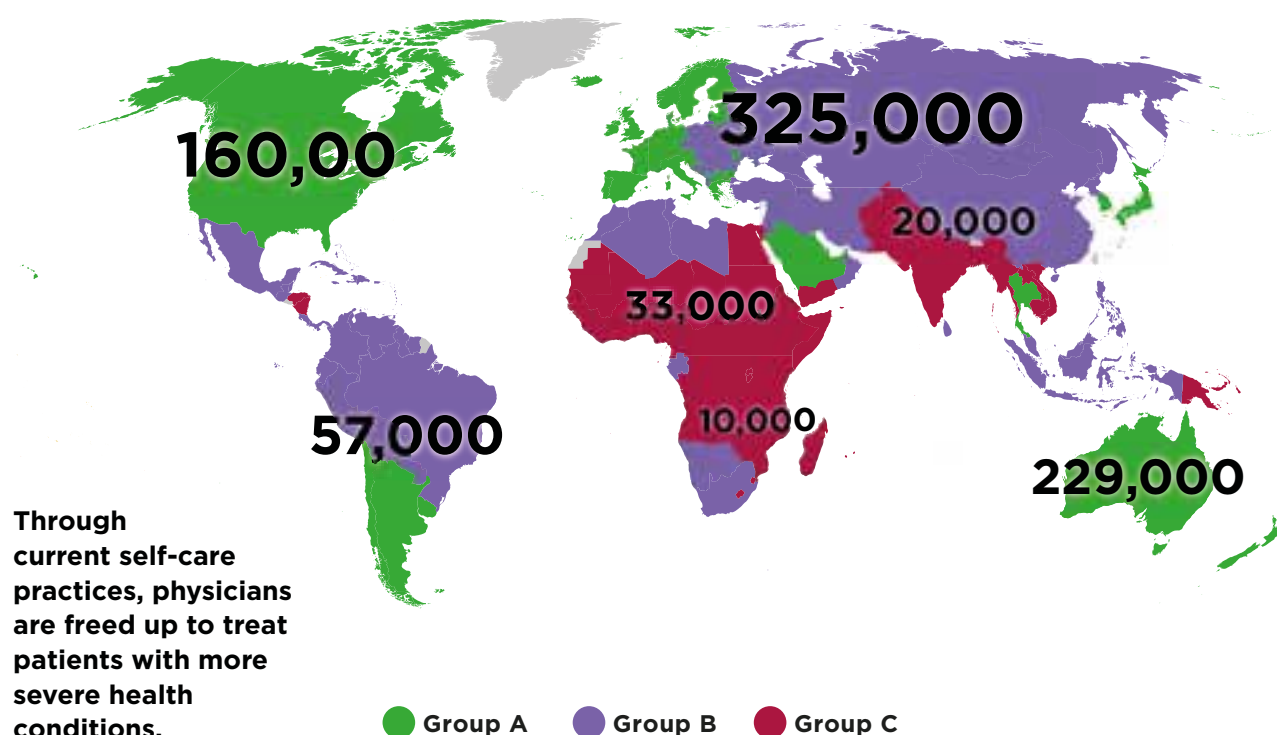 325,000
160,00
20,000
33,000
10,000
57,000
229,000
Through
current self-care
practices, physicians
are freed up to treat
patients with more
severe health
conditions.
Group A
Group B
Group C